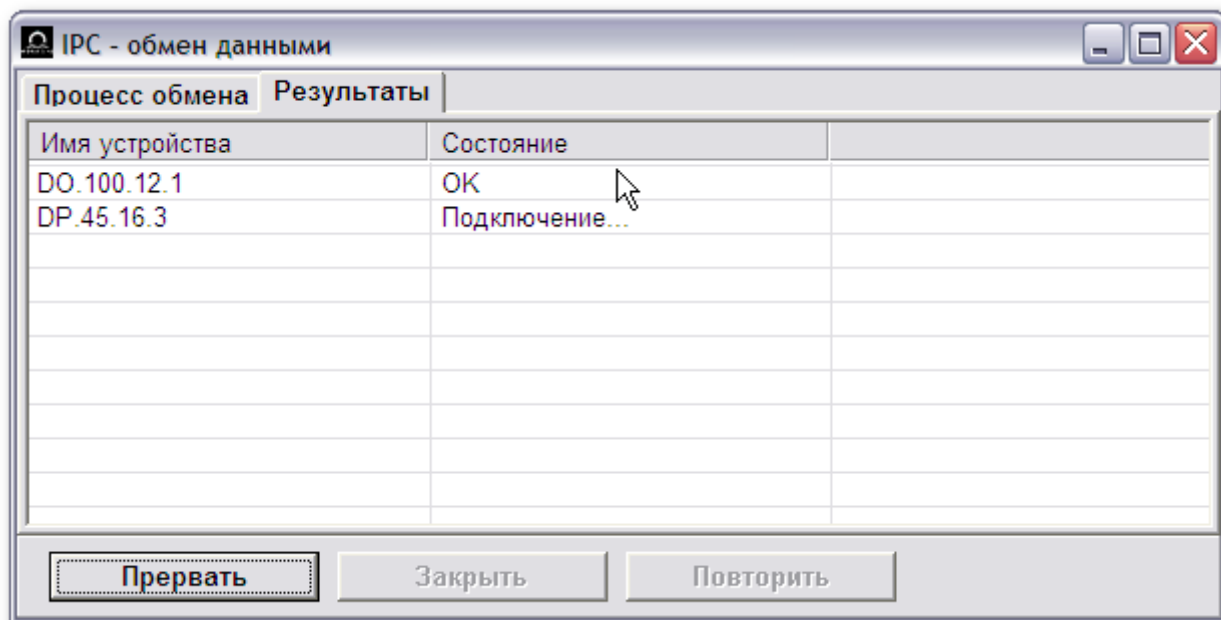 IPC - обмен данными
Процесс обмена Результаты
Имя устройства Состояние
DO.100.12.1 OK
DP.45.16.3 Подключение...
Прервать Закрыть Повторить